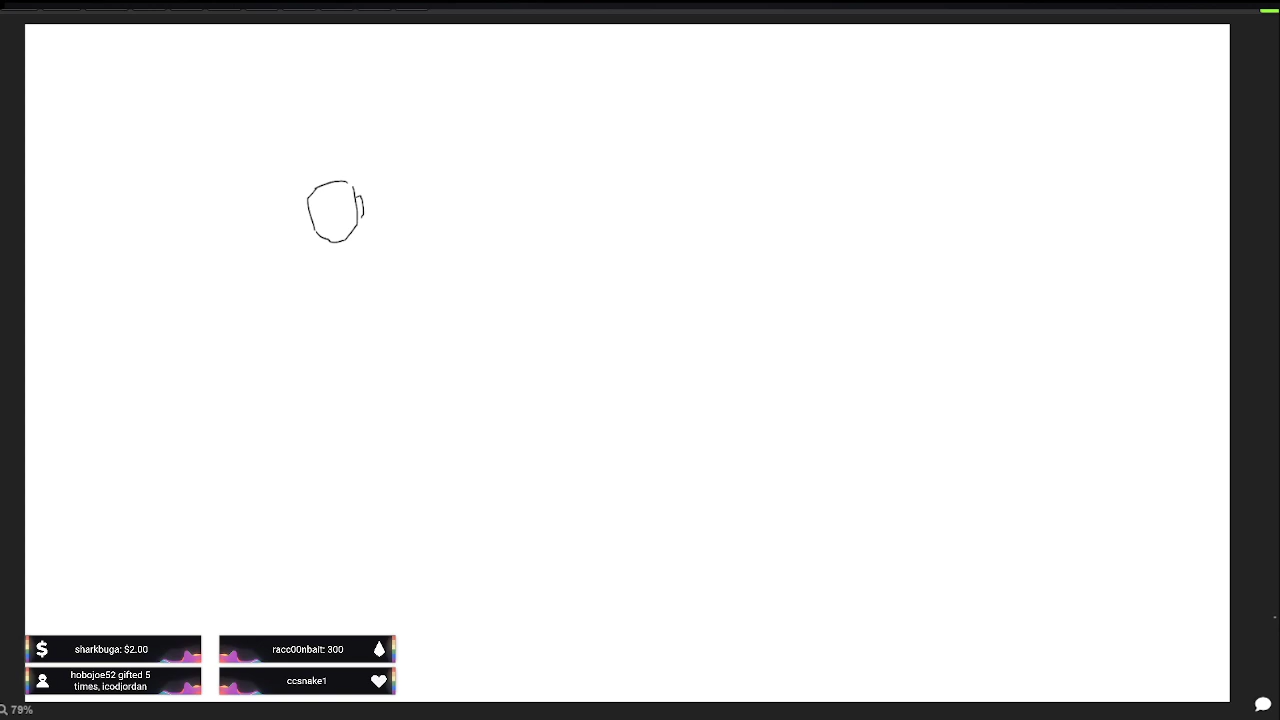 sharkbuga: $2.00
racc00nbait: 300
hobojoe52 gifted 5
times, icodjordan
ccsnake1
79%